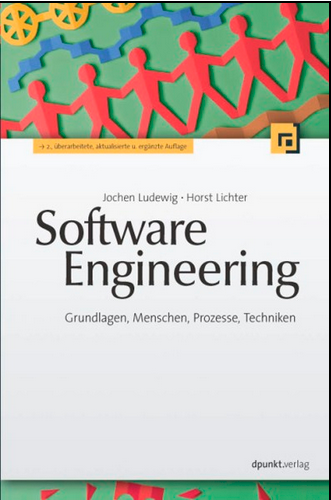 → 2., überarbeitete, aktualisierte u. ergänzte Auflage
Jochen Ludewig · Horst Lichter
Software
Engineering
Grundlagen, Menschen, Prozesse, Techniken
dpunkt.verlag